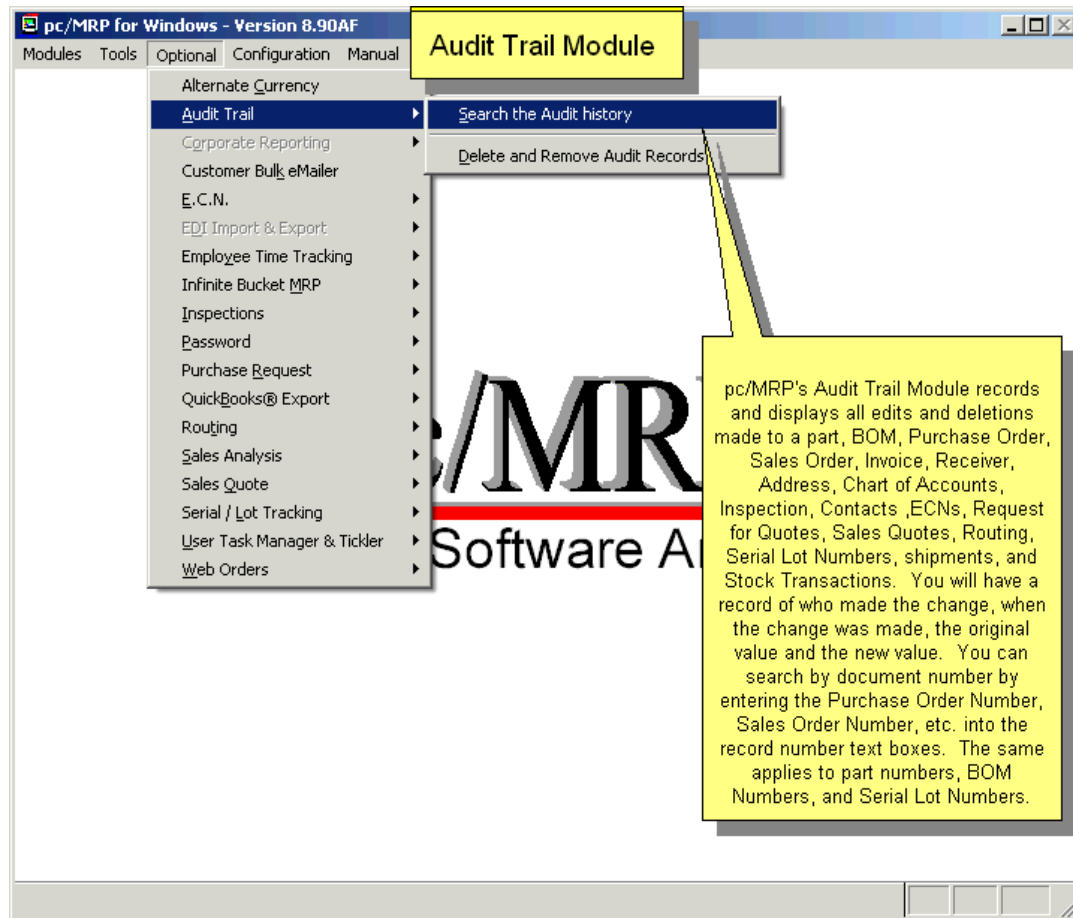 pc/MRP for Windows - Version 8.90AF
Audit Trail Module
Modules Tools Optional Configuration Manual
Alternate Currency
Audit Trail
Search the Audit history
Corporate Reporting
Delete and Remove Audit Records
Customer Bulk eMailer
E.C.N.
EDI Import & Export
Employee Time Tracking
Infinite Bucket MRP
Inspections
Password
Purchase Request
QuickBooks® Export
Routing
Sales Analysis
Sales Quote
Serial / Lot Tracking
User Task Manager & Tickler
Web Orders
/MR
Software A
pc/MRP's Audit Trail Module records
and displays all edits and deletions
made to a part, BOM, Purchase Order,
Sales Order, Invoice, Receiver,
Address, Chart of Accounts,
Inspection, Contacts ,ECNs, Request
for Quotes, Sales Quotes, Routing,
Serial Lot Numbers, shipments, and
Stock Transactions. You will have a
record of who made the change, when
the change was made, the original
value and the new value. You can
search by document number by
entering the Purchase Order Number,
Sales Order Number, etc. into the
record number text boxes. The same
applies to part numbers, BOM
Numbers, and Serial Lot Numbers.